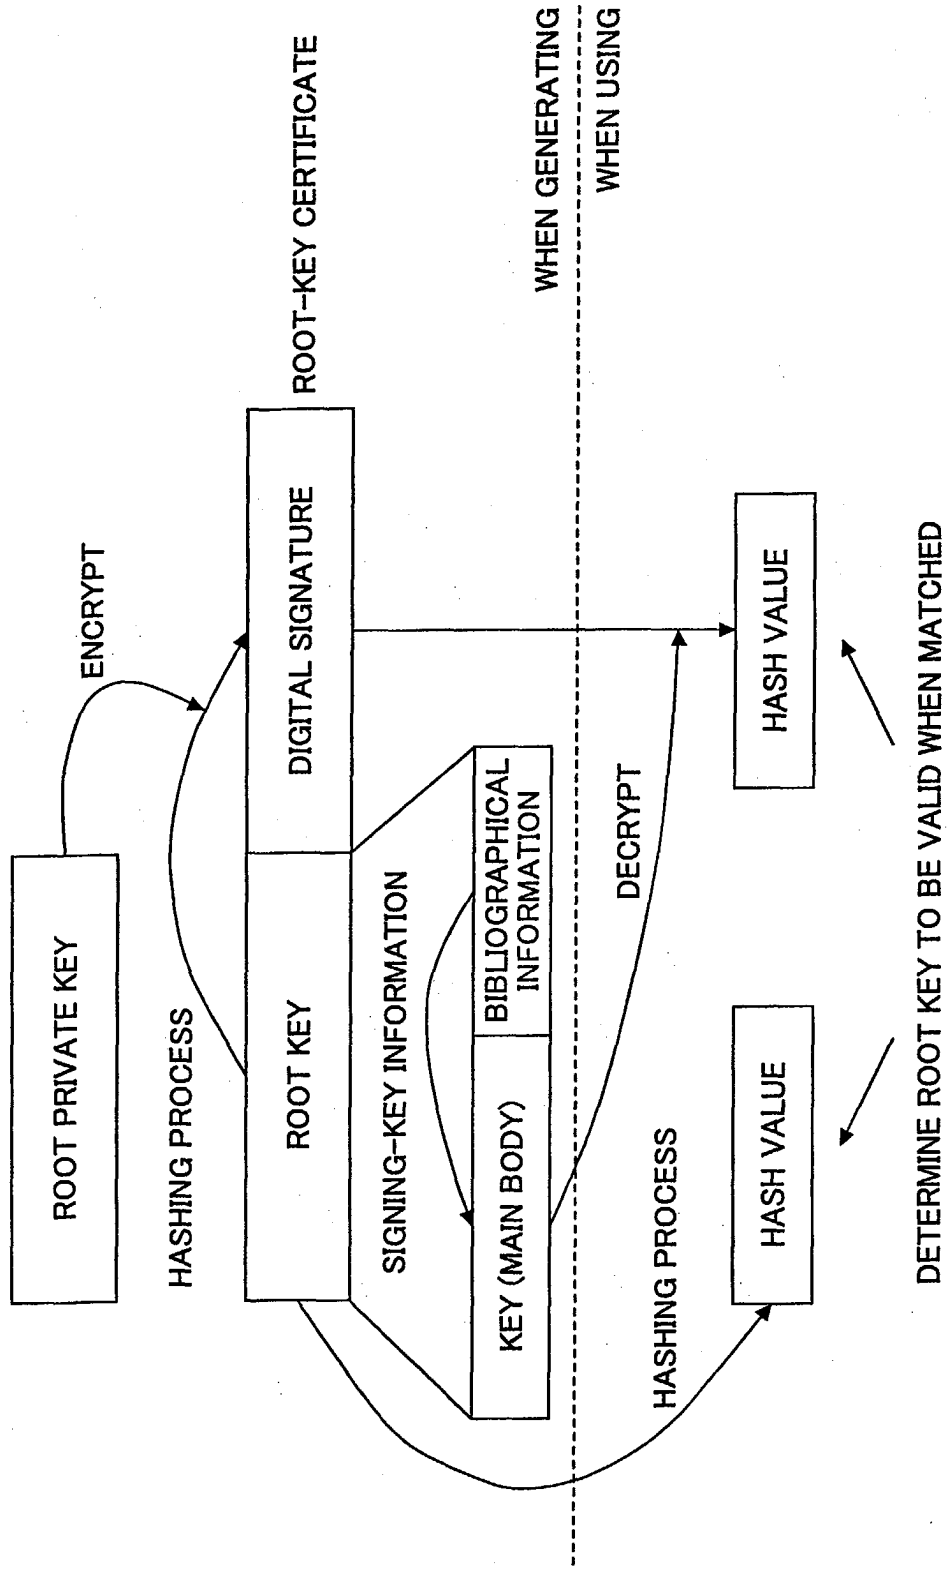 ROOT PRIVATE KEY
ENCRYPT
HASHING PROCESS
ROOT KEY
DIGITAL SIGNATURE
ROOT-KEY CERTIFICATE
SIGNING-KEY INFORMATION
KEY (MAIN BODY)
BIBLIOGRAPHICAL
INFORMATION
WHEN GENERATING
WHEN USING
HASHING PROCESS
DECRYPT
HASH VALUE
HASH VALUE
DETERMINE ROOT KEY TO BE VALID WHEN MATCHED